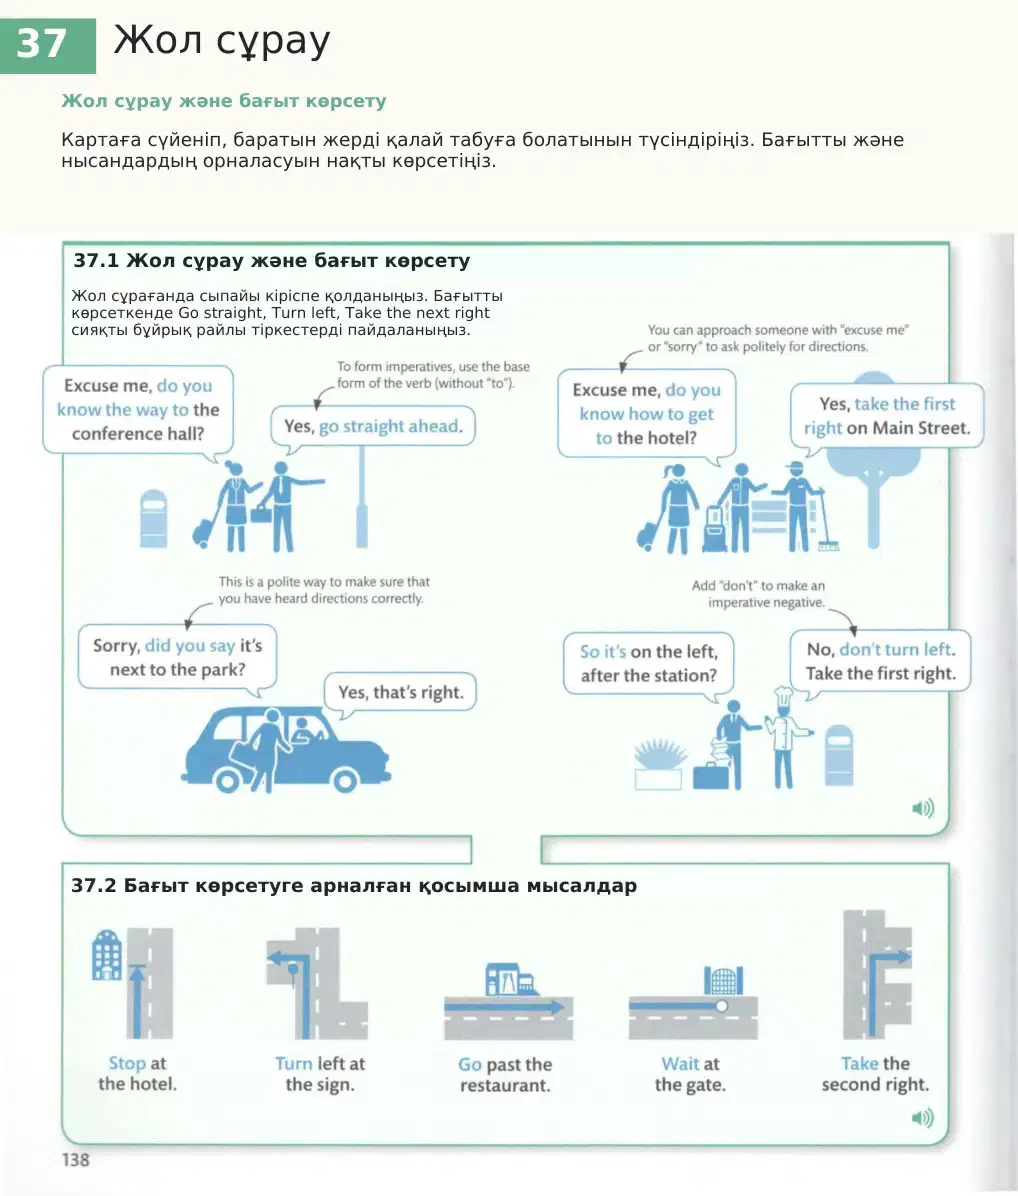 37
Жол сұрау
Жол сұрау және бағыт көрсету
Картаға сүйеніп, баратын жерді қалай табуға болатынын түсіндіріңіз. Бағытты және
нысандардың орналасуын нақты көрсетіңіз.
37.1 Жол сұрау және бағыт көрсету
Жол сұрағанда сыпайы кіріспе қолданыңыз. Бағытты
көрсеткенде Go straight, Turn left, Take the next right
сияқты бұйрық райлы тіркестерді пайдаланыңыз.
To form imperatives, use the base
form of the verb (without "to").
Excuse me, do you
know the way to the
conference hall?
Yes, go straight ahead.
You can approach someone with "excuse me"
or "sorry" to ask politely for directions.
Excuse me, do you
know how to get
to the hotel?
Yes, take the first
right on Main Street.
This is a polite way to make sure that
you have heard directions correctly.
Sorry, did you say it's
next to the park?
Yes, that's right.
Add "don't" to make an
imperative negative.
So it's on the left,
after the station?
No, don't turn left.
Take the first right.
37.2 Бағыт көрсетуге арналған қосымша мысалдар
Stop at
the hotel.
Turn left at
the sign.
Go past the
restaurant.
Wait at
the gate.
Take the
second right.
138